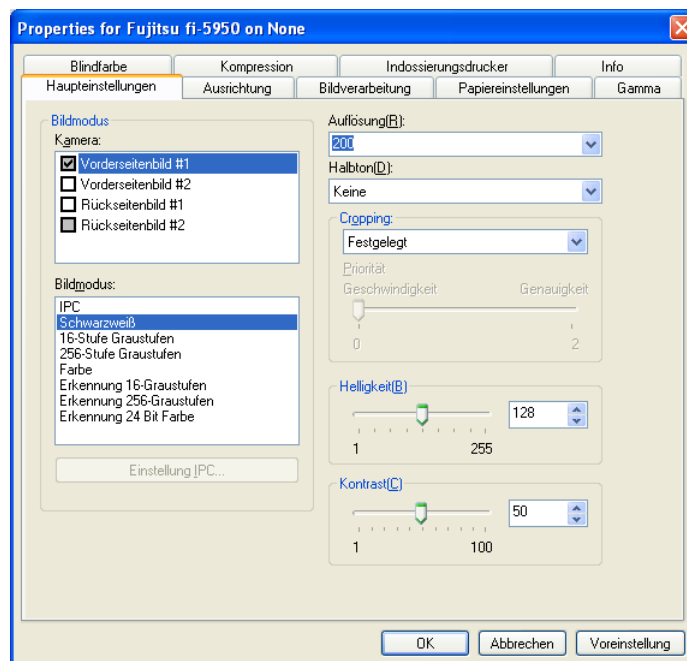 Properties for Fujitsu fi-5950 on None
Blindfarbe Kompression Indossierungsdrucker Info
Haupteinstellungen Ausrichtung Bildverarbeitung Papiereinstellungen Gamma
Bildmodus
Kamera:
Vorderseitenbild #1
Vorderseitenbild #2
Rückseitenbild #1
Rückseitenbild #2
Bildmodus:
IPC
Schwarzweiß
16-Stufe Graustufen
256-Stufe Graustufen
Farbe
Erkennung 16-Graustufen
Erkennung 256-Graustufen
Erkennung 24 Bit Farbe
Einstellung IPC...
Auflösung(R):
200
Halbton(D):
Keine
Cropping:
Festgelegt
Priorität
Geschwindigkeit Genauigkeit
0 2
Helligkeit(B)
128
1 255
Kontrast(C)
50
1 100
OK Abbrechen Voreinstellung